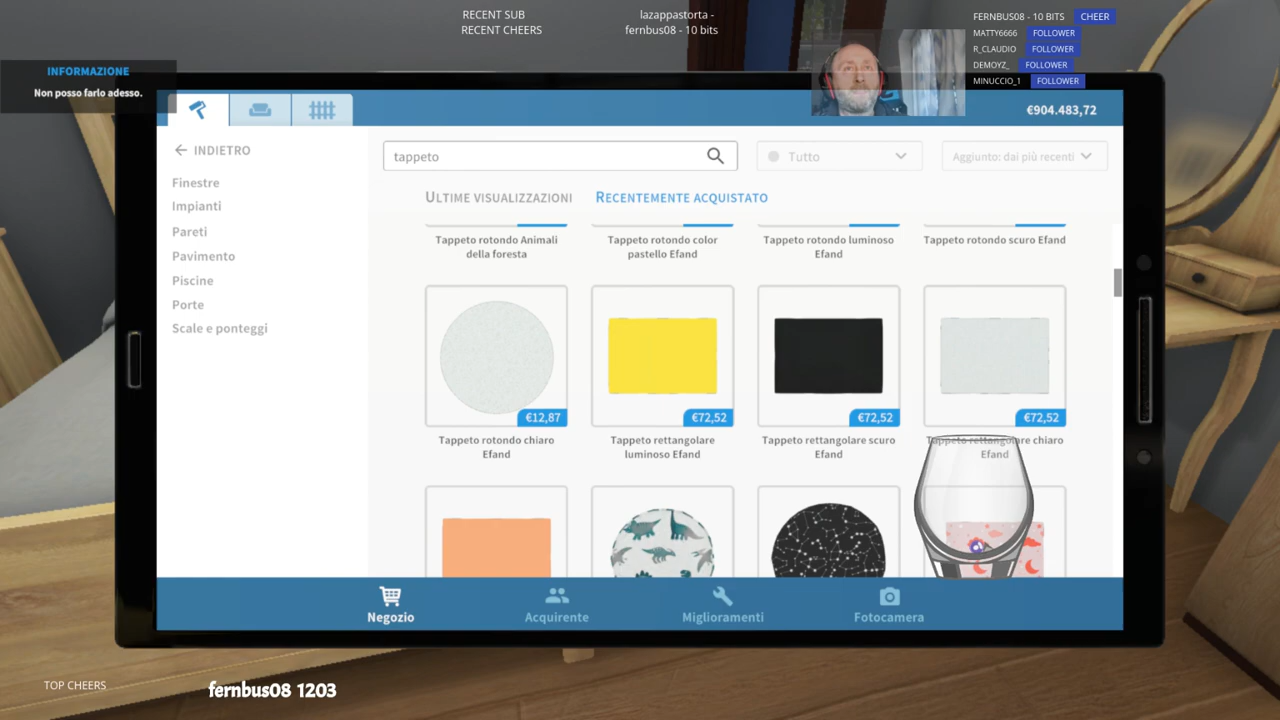 RECENT SUB
RECENT CHEERS
lazappastorta -
fernbus08 - 10 bits
FERNBUS08 - 10 BITS CHEER
MATTY6666 FOLLOWER
R_CLAUDIO FOLLOWER
DEMOYZ_ FOLLOWER
MINUCCIO_1 FOLLOWER
INFORMAZIONE
Non posso farlo adesso.
€904.483,72
INDIETRO
Finestre
Impianti
Pareti
Pavimento
Piscine
Porte
Scale e ponteggi
tappeto
Tutto
Aggiunto: dai più recenti
ULTIME VISUALIZZAZIONI
RECENTEMENTE ACQUISTATO
Tappeto rotondo Animali
della foresta
Tappeto rotondo color
pastello Efand
Tappeto rotondo luminoso
Efand
Tappeto rotondo scuro Efand
€12,87
€72,52
€72,52
€72,52
Tappeto rotondo chiaro
Efand
Tappeto rettangolare
luminoso Efand
Tappeto rettangolare scuro
Efand
Tappeto rettangolare chiaro
Efand
Negozio
Acquirente
Miglioramenti
Fotocamera
TOP CHEERS
fernbus08 1203